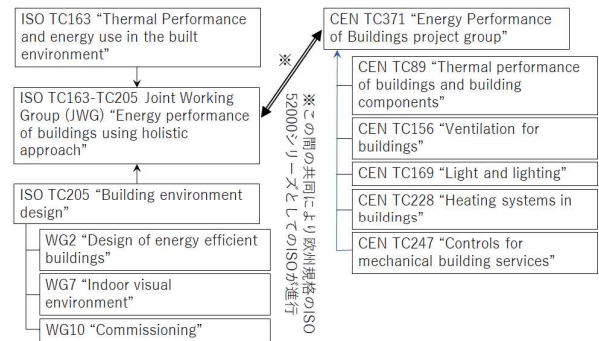 ISO TC163 “Thermal Performance
and energy use in the built
environment”
ISO TC163-TC205 Joint Working
Group (JWG) “Energy performance
of buildings using holistic
approach”
ISO TC205 “Building environment
design”
WG2 “Design of energy efficient
buildings”
WG7 “Indoor visual
environment”
WG10 “Commissioning”
※
※この間の共同により欧州規格のISO
52000シリーズとしてのISOが進行
CEN TC371 “Energy Performance
of Buildings project group”
CEN TC89 “Thermal performance
of buildings and building
components”
CEN TC156 “Ventilation for
buildings”
CEN TC169 “Light and lighting”
CEN TC228 “Heating systems in
buildings”
CEN TC247 “Controls for
mechanical building services”